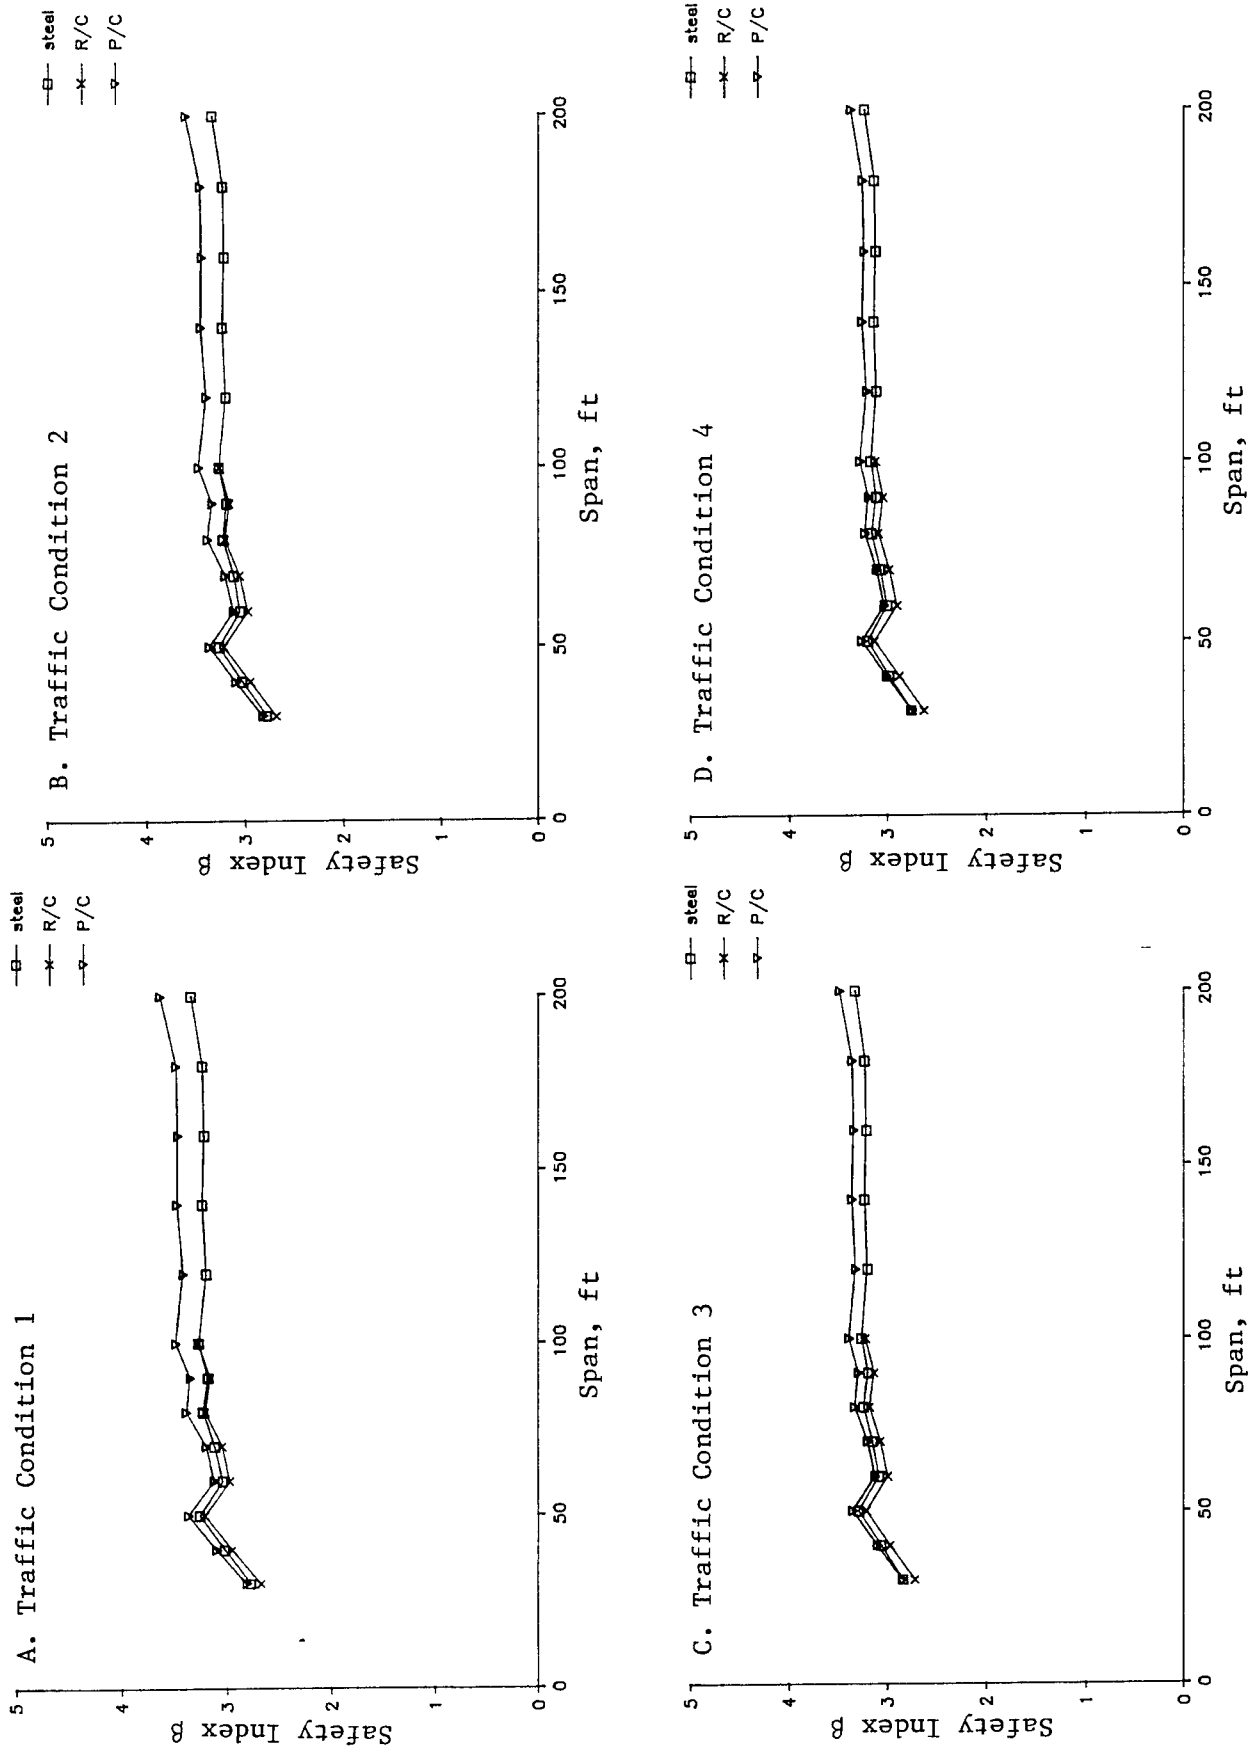 A. Traffic Condition 1
steel
R/C
P/C
5
4
3
2
1
0
Safety Index β
0
50
100
150
200
Span, ft
B. Traffic Condition 2
steel
R/C
P/C
5
4
3
2
1
0
Safety Index β
0
50
100
150
200
Span, ft
C. Traffic Condition 3
steel
R/C
P/C
5
4
3
2
1
0
Safety Index β
0
50
100
150
200
Span, ft
D. Traffic Condition 4
steel
R/C
P/C
5
4
3
2
1
0
Safety Index β
0
50
100
150
200
Span, ft